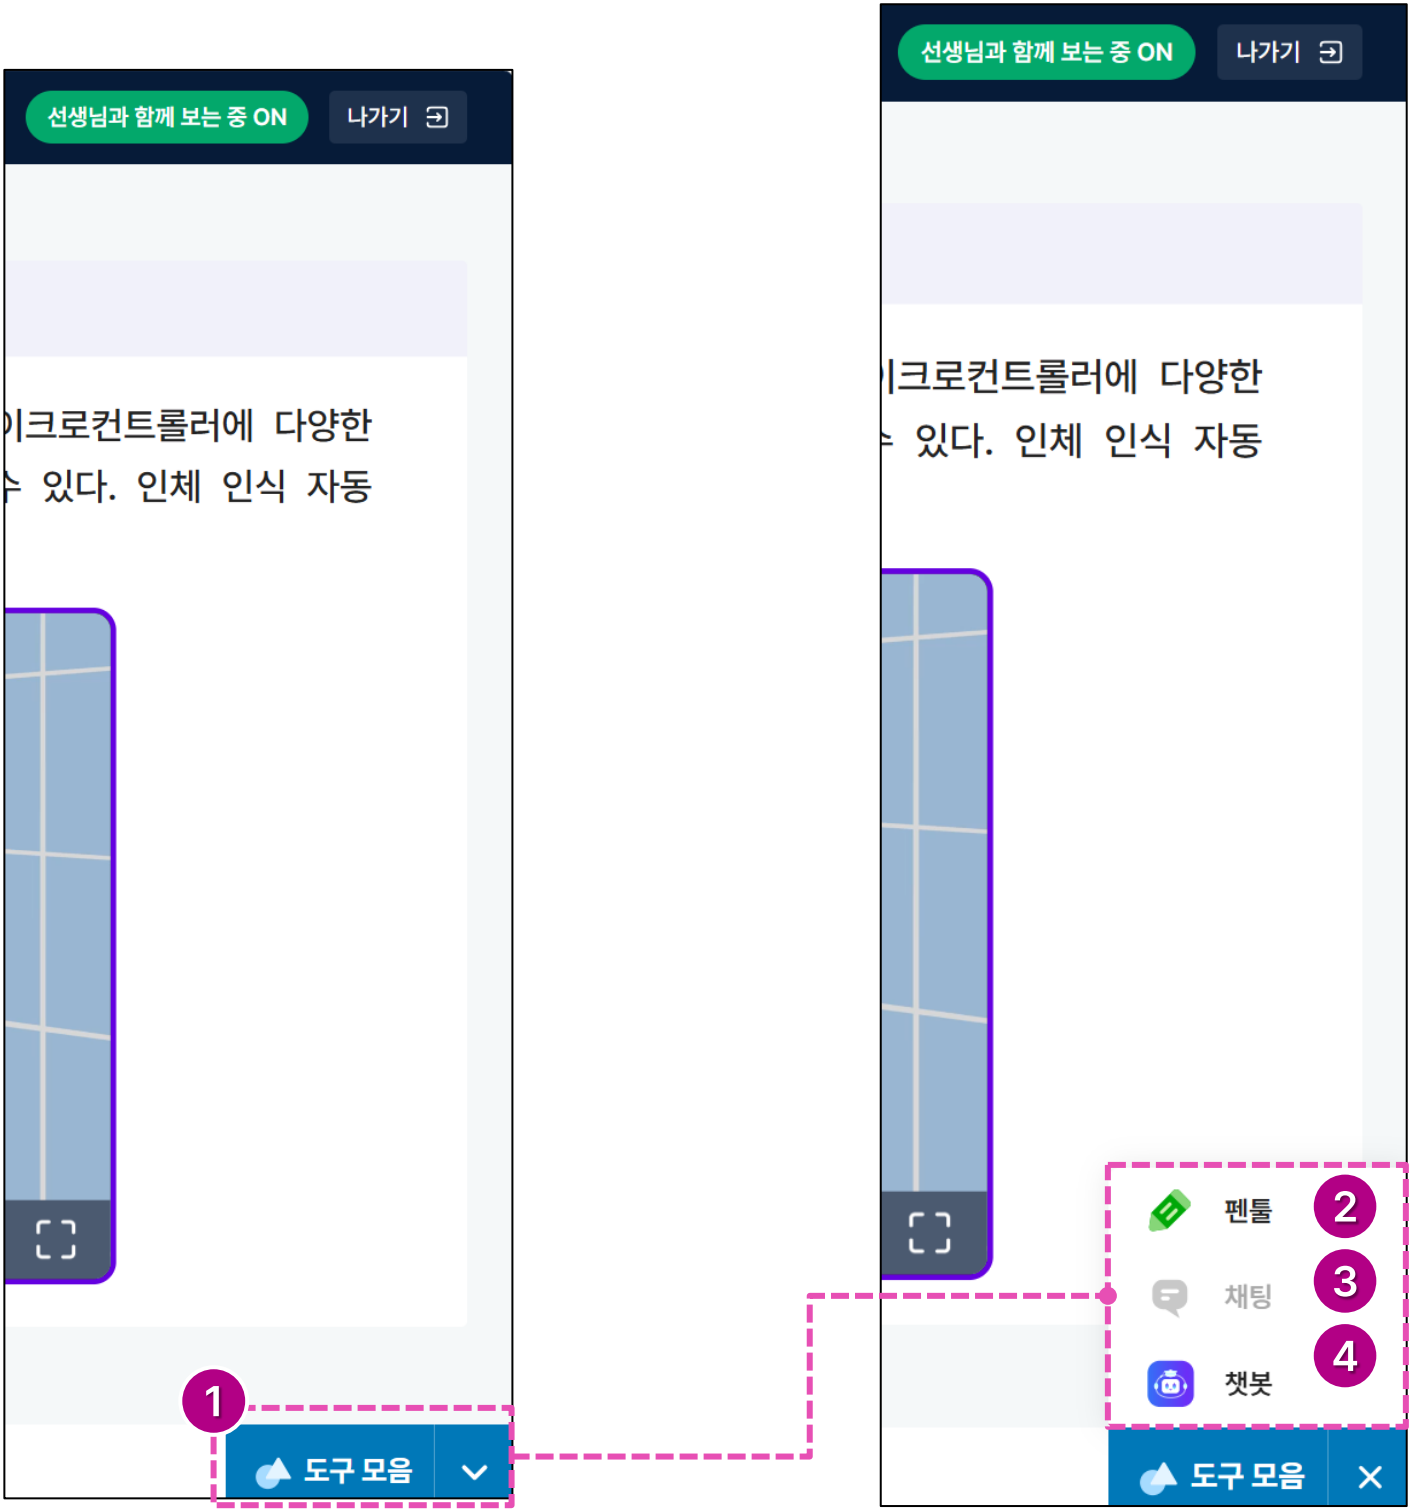 선생님과 함께 보는 중 ON
나가기
이크로컨트롤러에 다양한
수 있다. 인체 인식 자동
1
도구 모음
선생님과 함께 보는 중 ON
나가기
이크로컨트롤러에 다양한
수 있다. 인체 인식 자동
펜툴 2
채팅 3
챗봇 4
도구 모음